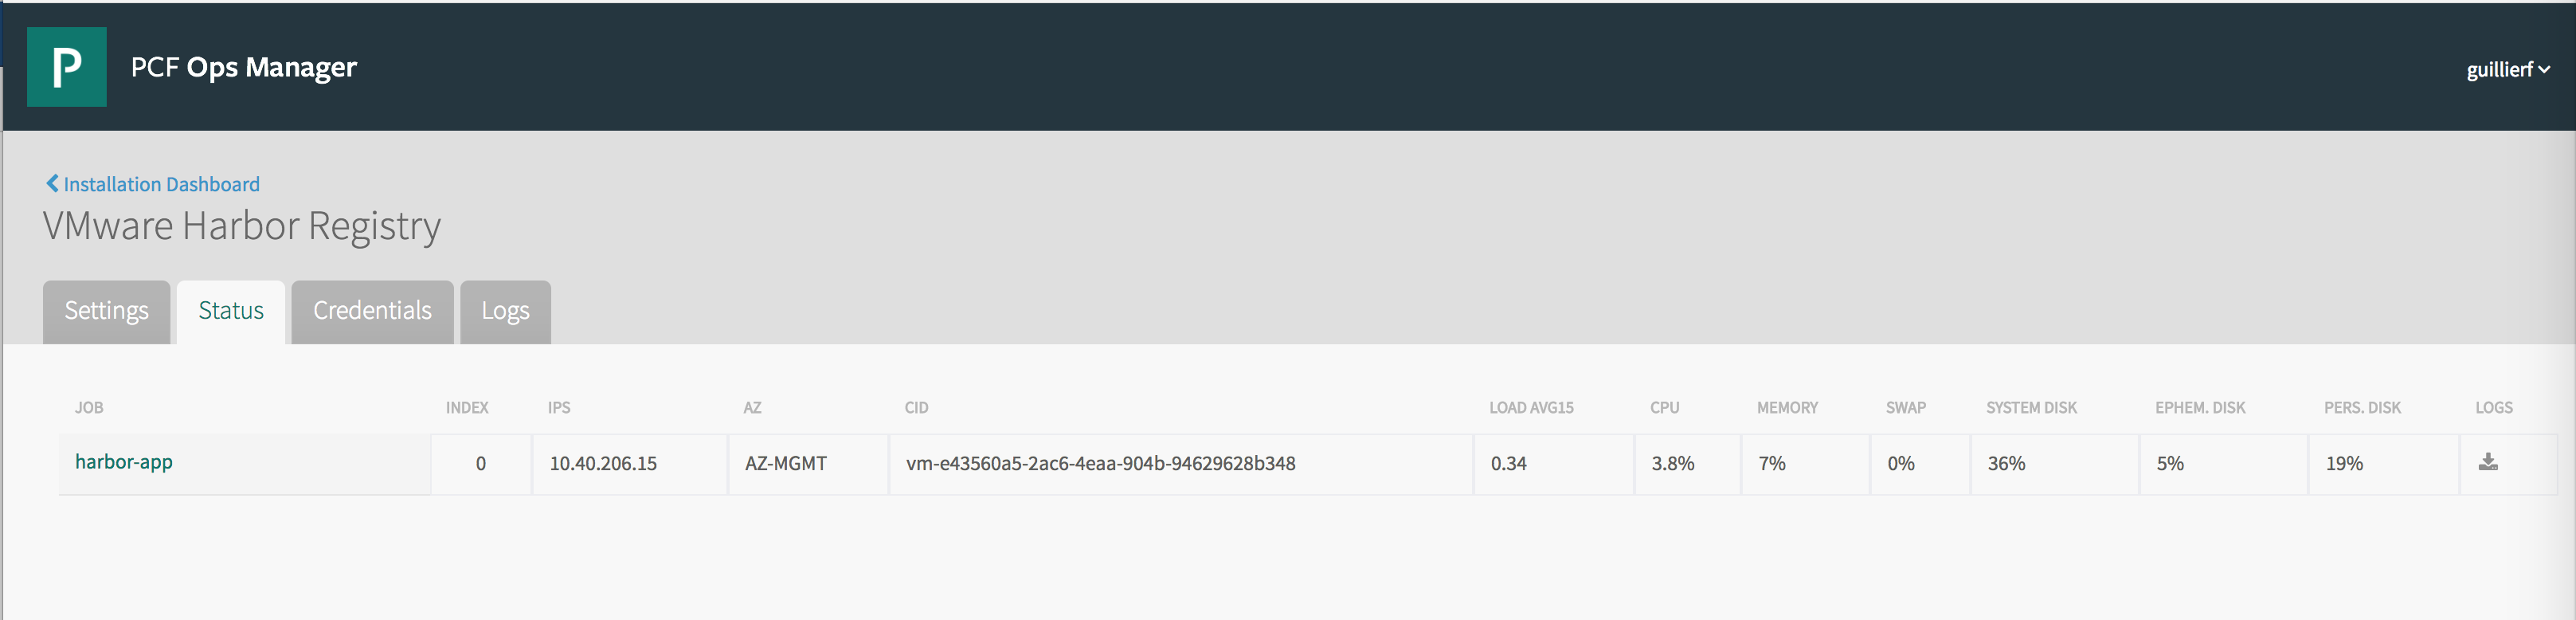 P PCF Ops Manager guillierf
Installation Dashboard
VMware Harbor Registry
Settings Status Credentials Logs
JOB INDEX IPS AZ CID LOAD AVG15 CPU MEMORY SWAP SYSTEM DISK EPHEM. DISK PERS. DISK LOGS
harbor-app 0 10.40.206.15 AZ-MGMT vm-e43560a5-2ac6-4eaa-904b-94629628b348 0.34 3.8% 7% 0% 36% 5% 19%